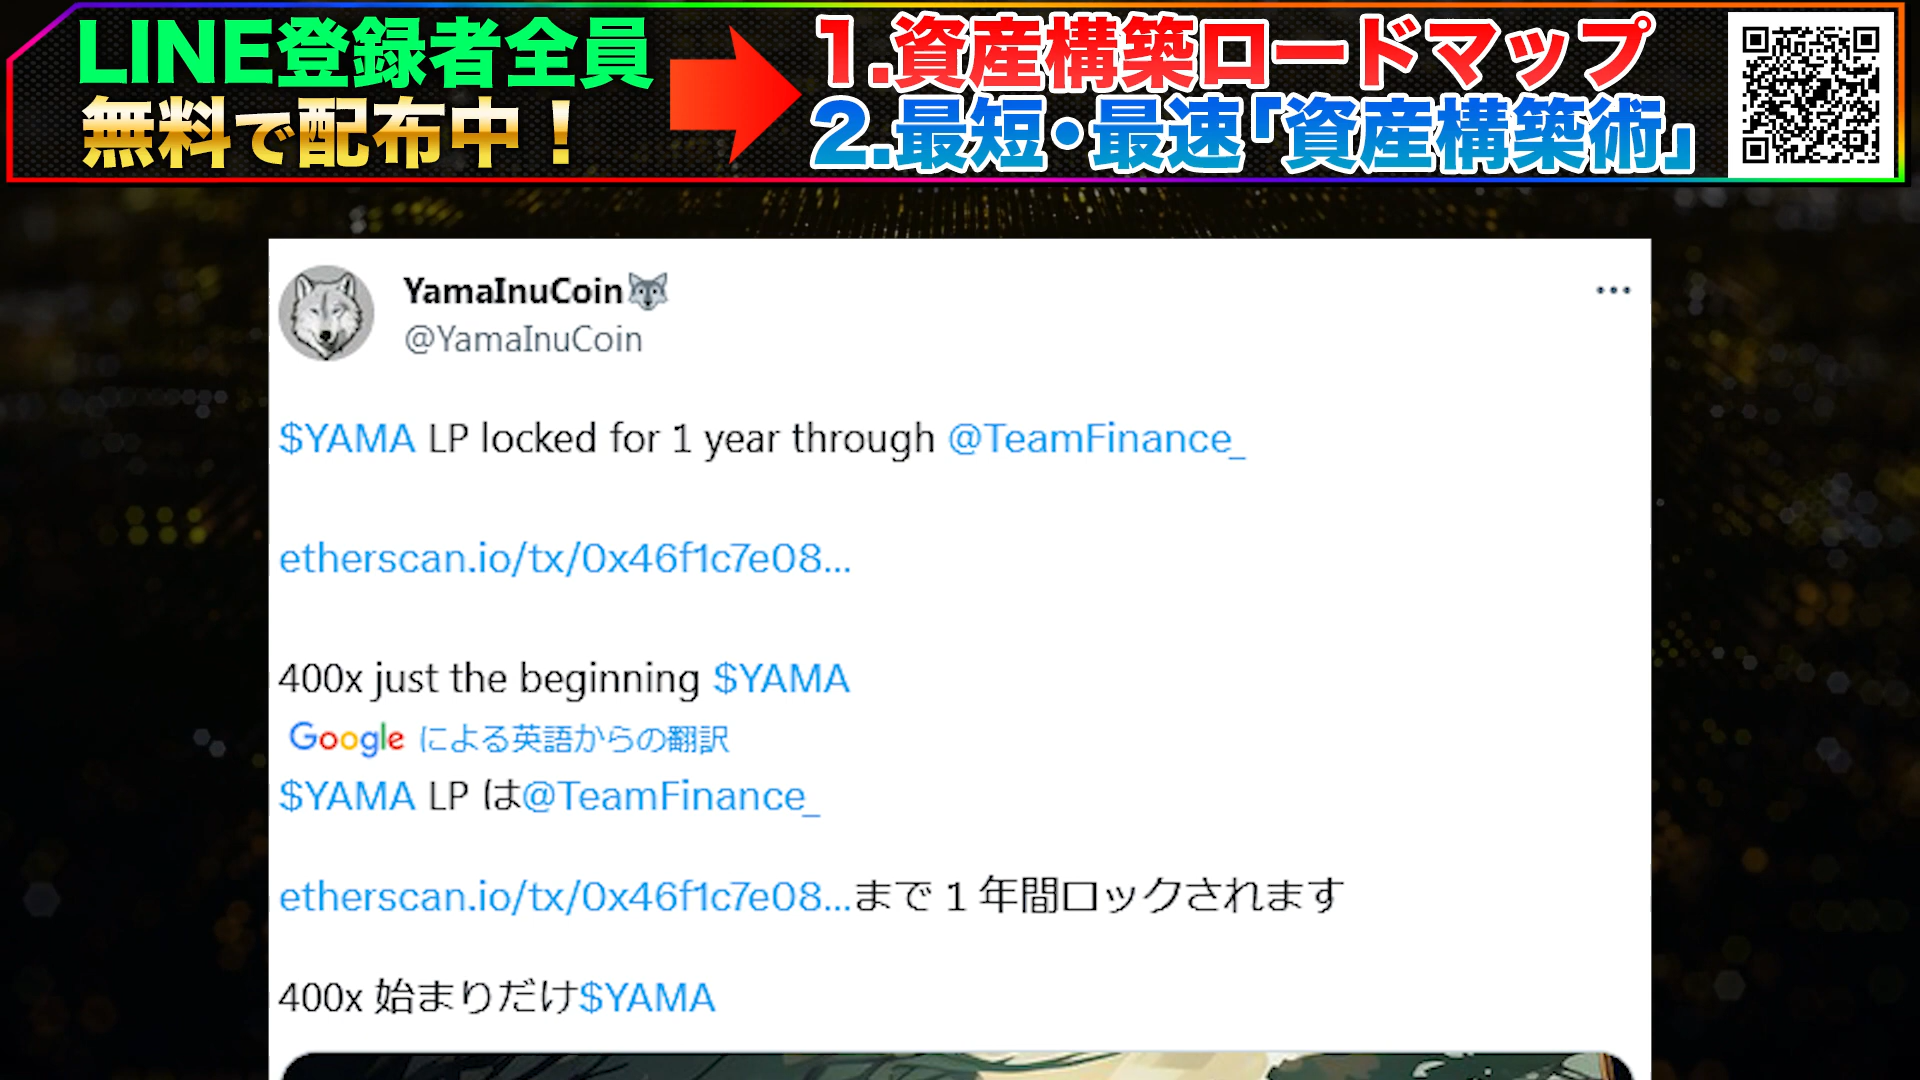 LINE登録者全員
無料で配布中！
1.資産構築ロードマップ
2.最短・最速「資産構築術」
YamaInuCoin🐺
@YamaInuCoin
$YAMA LP locked for 1 year through @TeamFinance_
etherscan.io/tx/0x46f1c7e08...
400x just the beginning $YAMA
Google による英語からの翻訳
$YAMA LP は@TeamFinance_
etherscan.io/tx/0x46f1c7e08...まで 1 年間ロックされます
400x 始まりだけ$YAMA